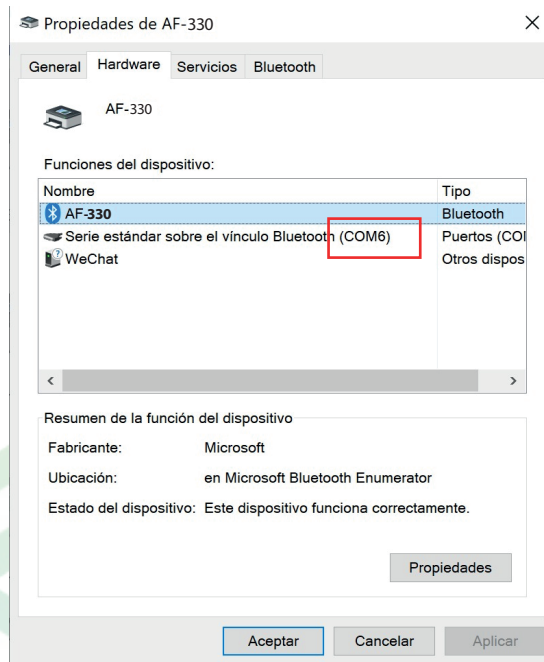 Propiedades de AF-330
General Hardware Servicios Bluetooth
AF-330
Funciones del dispositivo:
Nombre Tipo
AF-330 Bluetooth
Serie estándar sobre el vínculo Bluetooth (COM6) Puertos (COI
WeChat Otros dispos
Resumen de la función del dispositivo
Fabricante: Microsoft
Ubicación: en Microsoft Bluetooth Enumerator
Estado del dispositivo: Este dispositivo funciona correctamente.
Propiedades
Aceptar Cancelar Aplicar